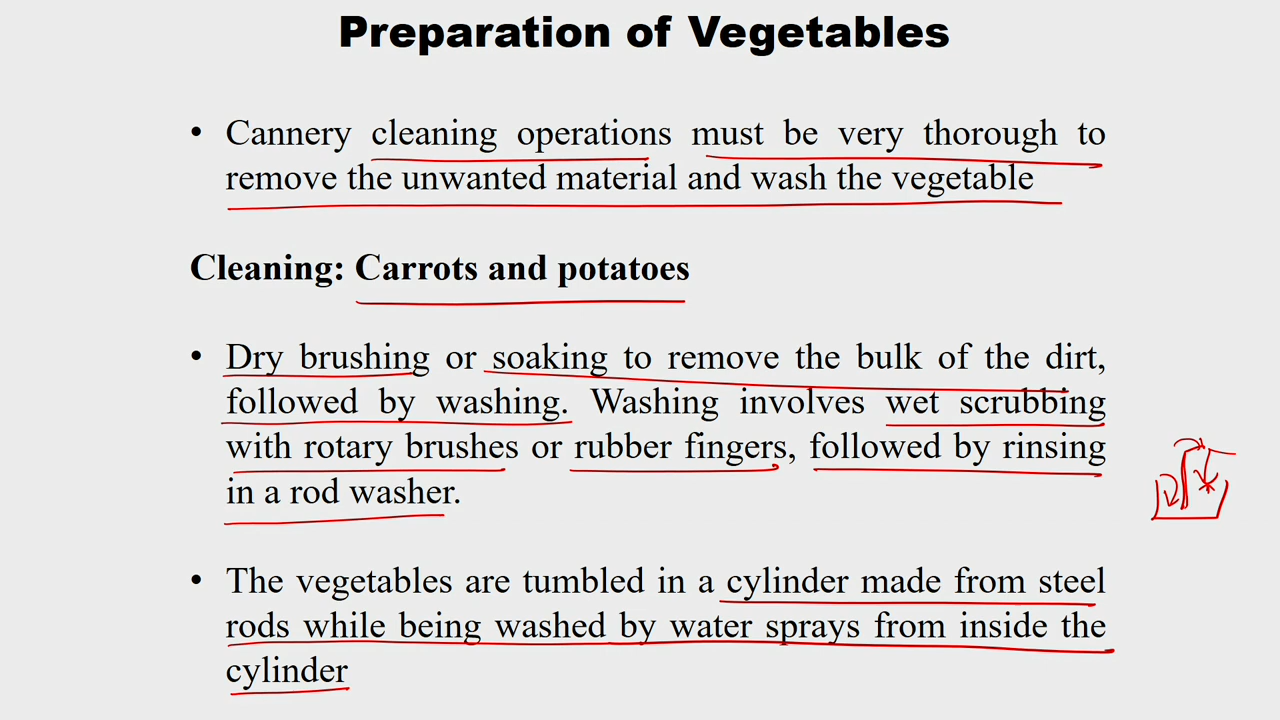 Preparation of Vegetables
• Cannery cleaning operations must be very thorough to
remove the unwanted material and wash the vegetable
Cleaning: Carrots and potatoes
• Dry brushing or soaking to remove the bulk of the dirt,
followed by washing. Washing involves wet scrubbing
with rotary brushes or rubber fingers, followed by rinsing
in a rod washer.
• The vegetables are tumbled in a cylinder made from steel
rods while being washed by water sprays from inside the
cylinder